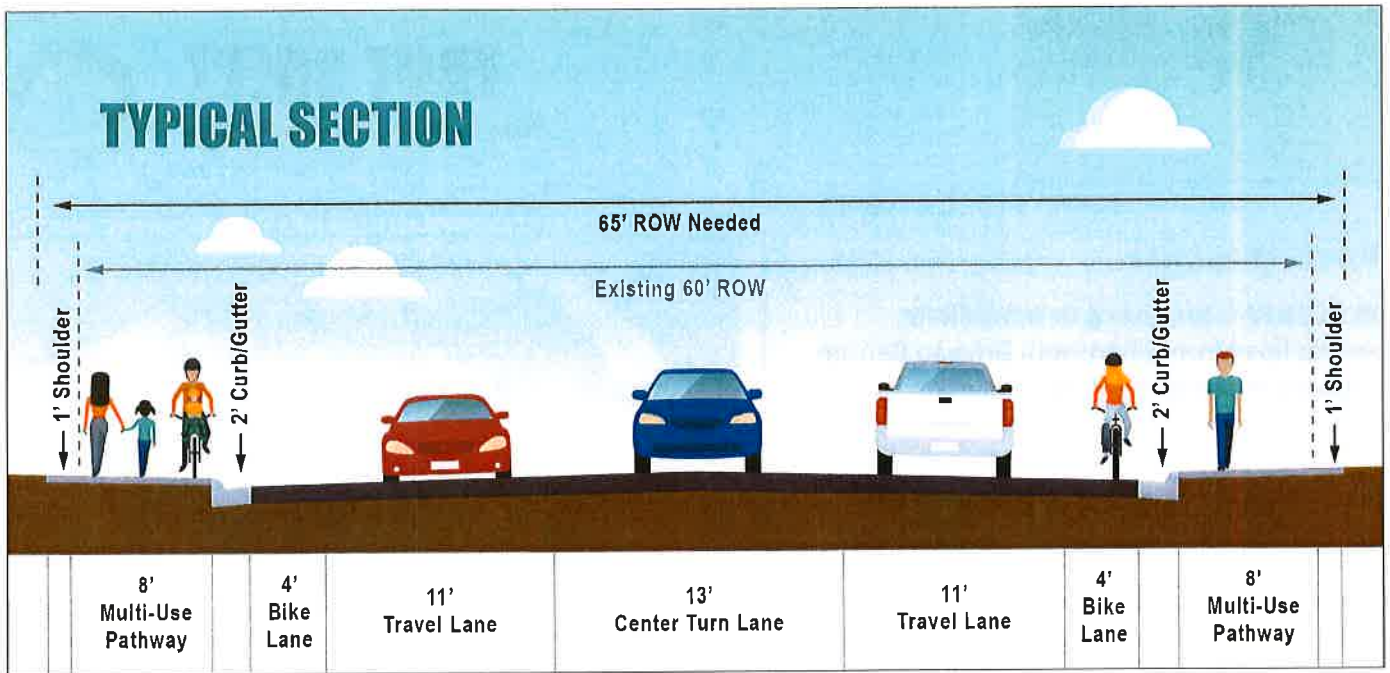 TYPICAL SECTION
65' ROW Needed
Existing 60' ROW
1' Shoulder
2' Curb/Gutter
2' Curb/Gutter
1' Shoulder
8'
Multi-Use
Pathway
4'
Bike
Lane
11'
Travel Lane
13'
Center Turn Lane
11'
Travel Lane
4'
Bike
Lane
8'
Multi-Use
Pathway